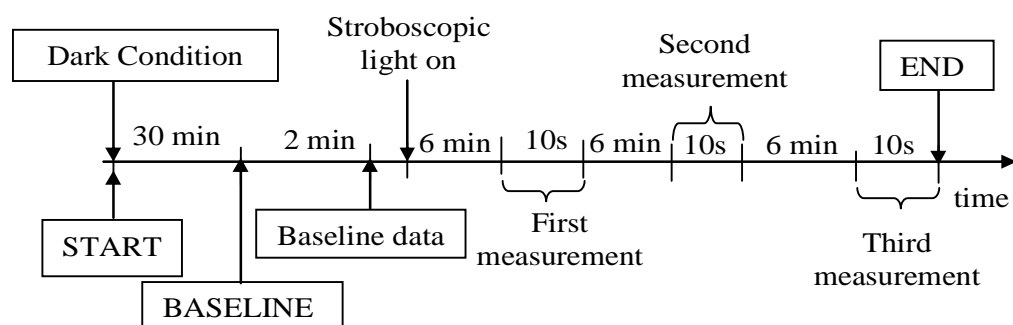 Dark Condition
Stroboscopic
light on
Second
measurement
END
30 min
2 min
6 min
10s
6 min
10s
6 min
10s
time
START
BASELINE
Baseline data
First
measurement
Third
measurement